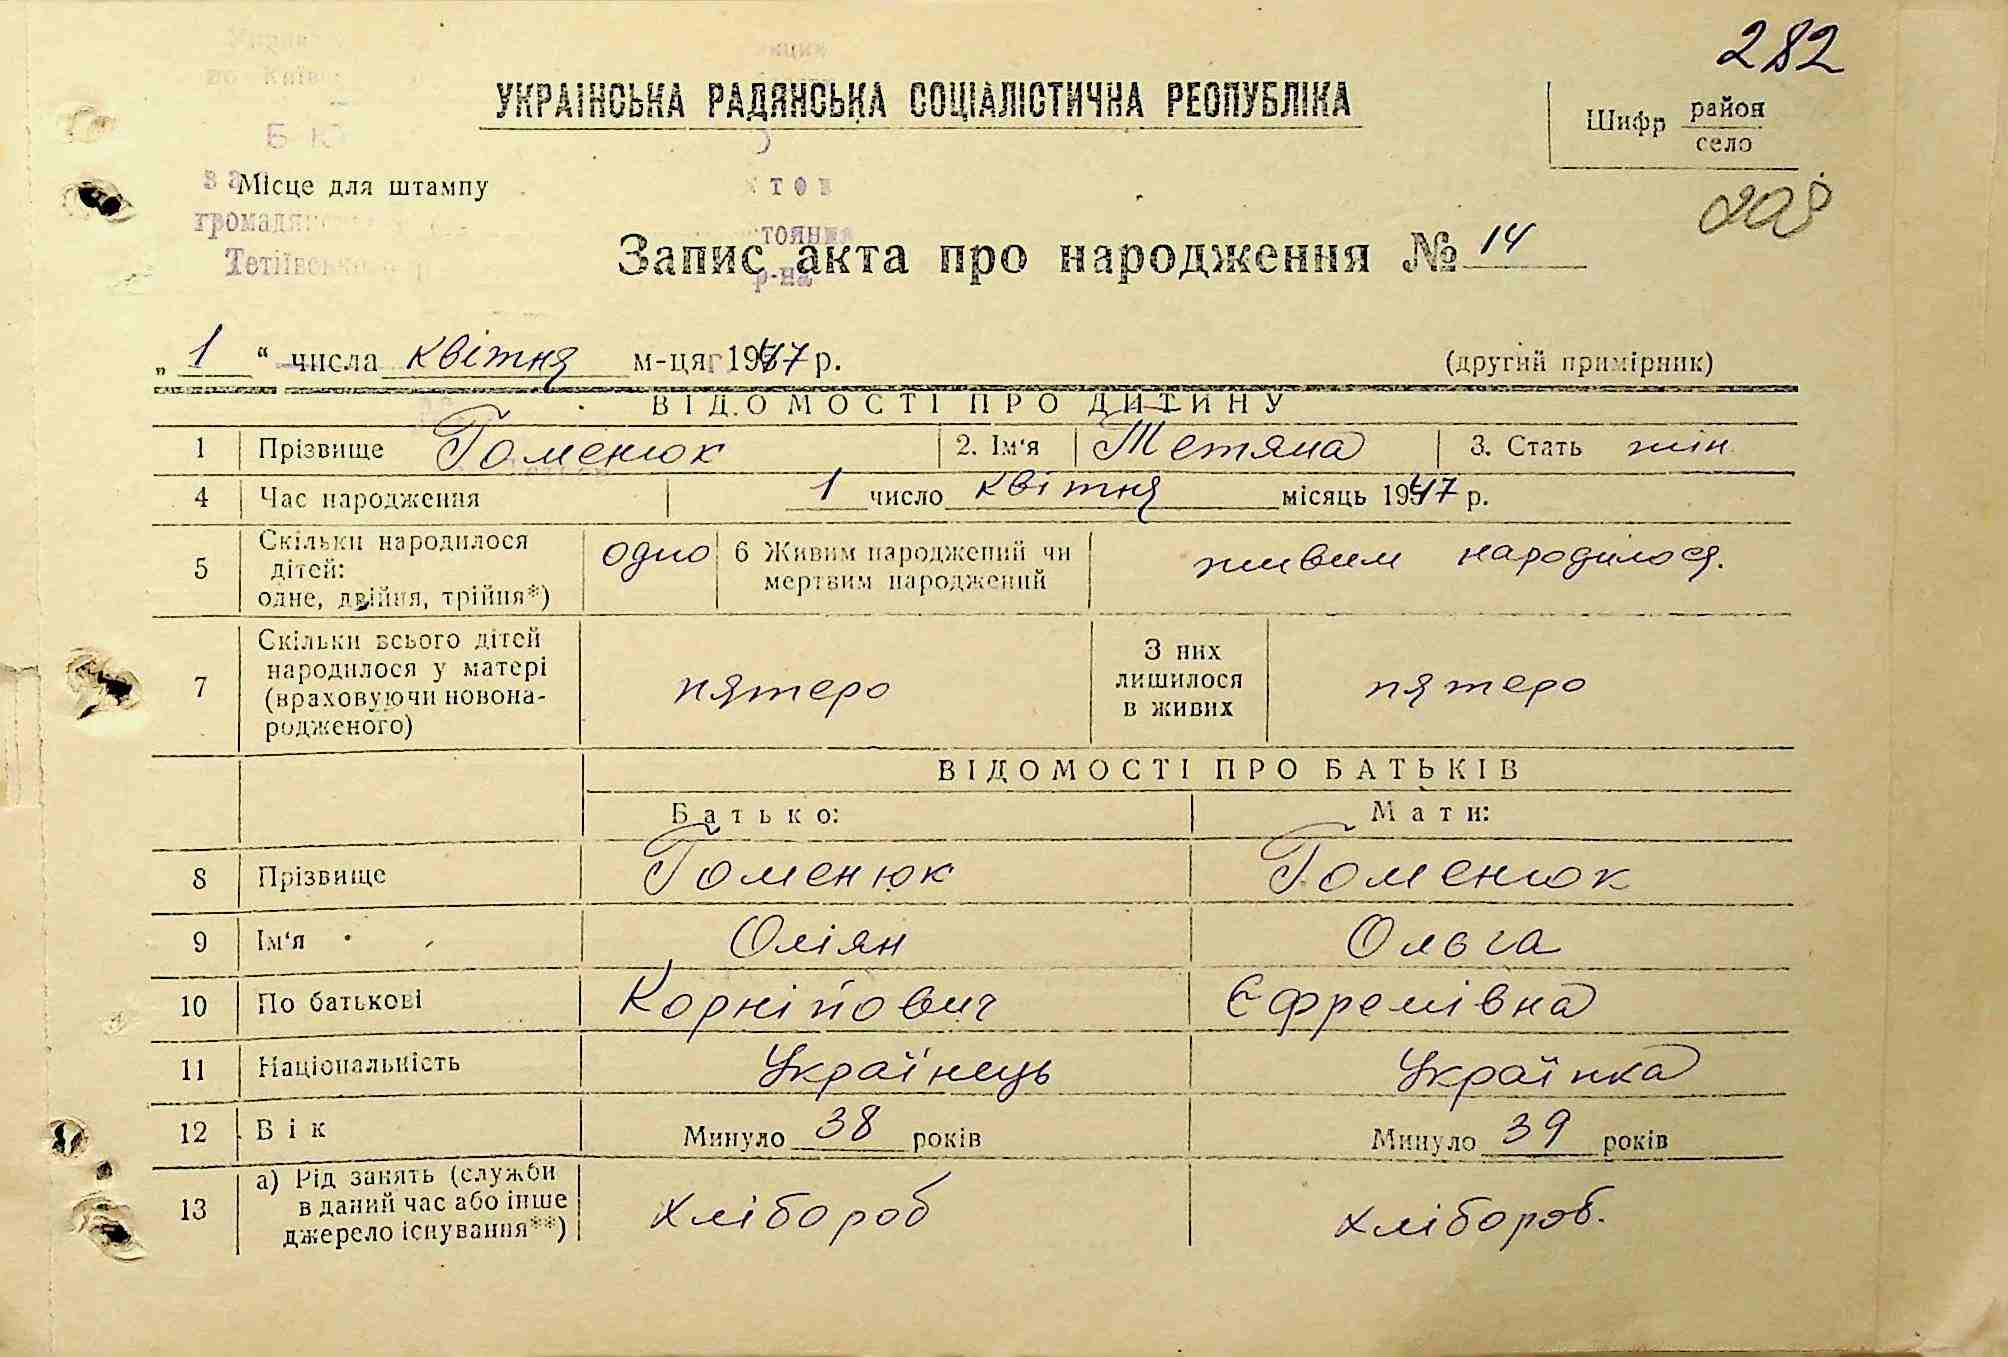 282
УКРАЇНСЬКА РАДЯНСЬКА СОЦІАЛІСТИЧНА РЕСПУБЛІКА
Шифр район
село
Місце для штампу
Запис акта про народження № 14
„ 1 “ числа квітня м-ця 1947 р.
(другий примірник)
ВІДОМОСТІ ПРО ДИТИНУ
1 Прізвище Гоменюк 2. Ім‘я Тетяна 3. Стать жін.
4 Час народження 1 число квітня місяць 1947 р.
5 Скільки народилося дітей: одне, двійня, трійня*) одно 6 Живим народжений чи мертвим народжений живим народилося.
7 Скільки всього дітей народилося у матері (враховуючи новонародженого) пятеро З них лишилося в живих пятеро
ВІДОМОСТІ ПРО БАТЬКІВ
Батько: Мати:
8 Прізвище Гоменюк Гоменюк
9 Ім‘я Оліян Ольга
10 По батькові Корнійович Єфремівна
11 Національність Українець Українка
12 Вік Минуло 38 років Минуло 39 років
13 а) Рід занять (служби в даний час або інше джерело існування**) хлібороб хлібороб.